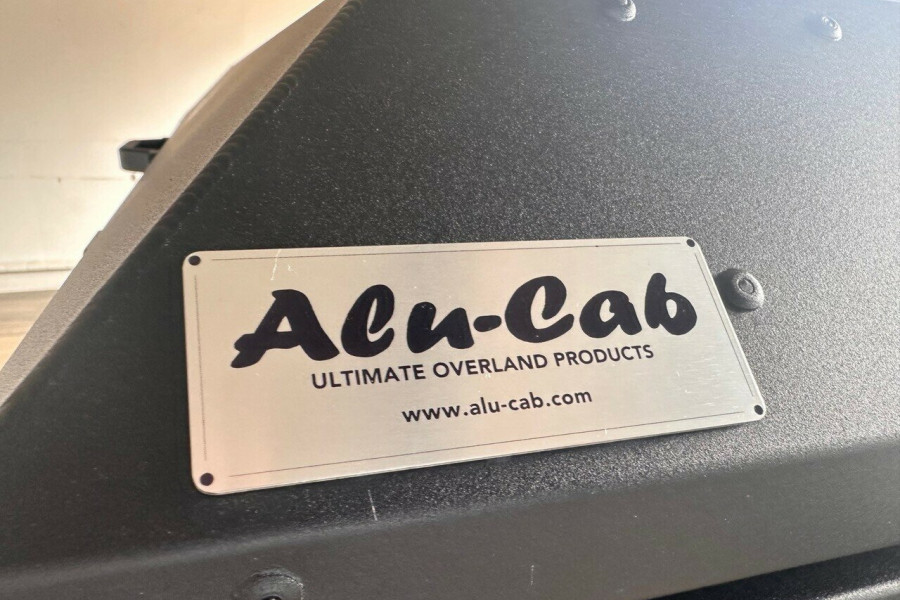 Alu-Cab
ULTIMATE OVERLAND PRODUCTS
www.alu-cab.com